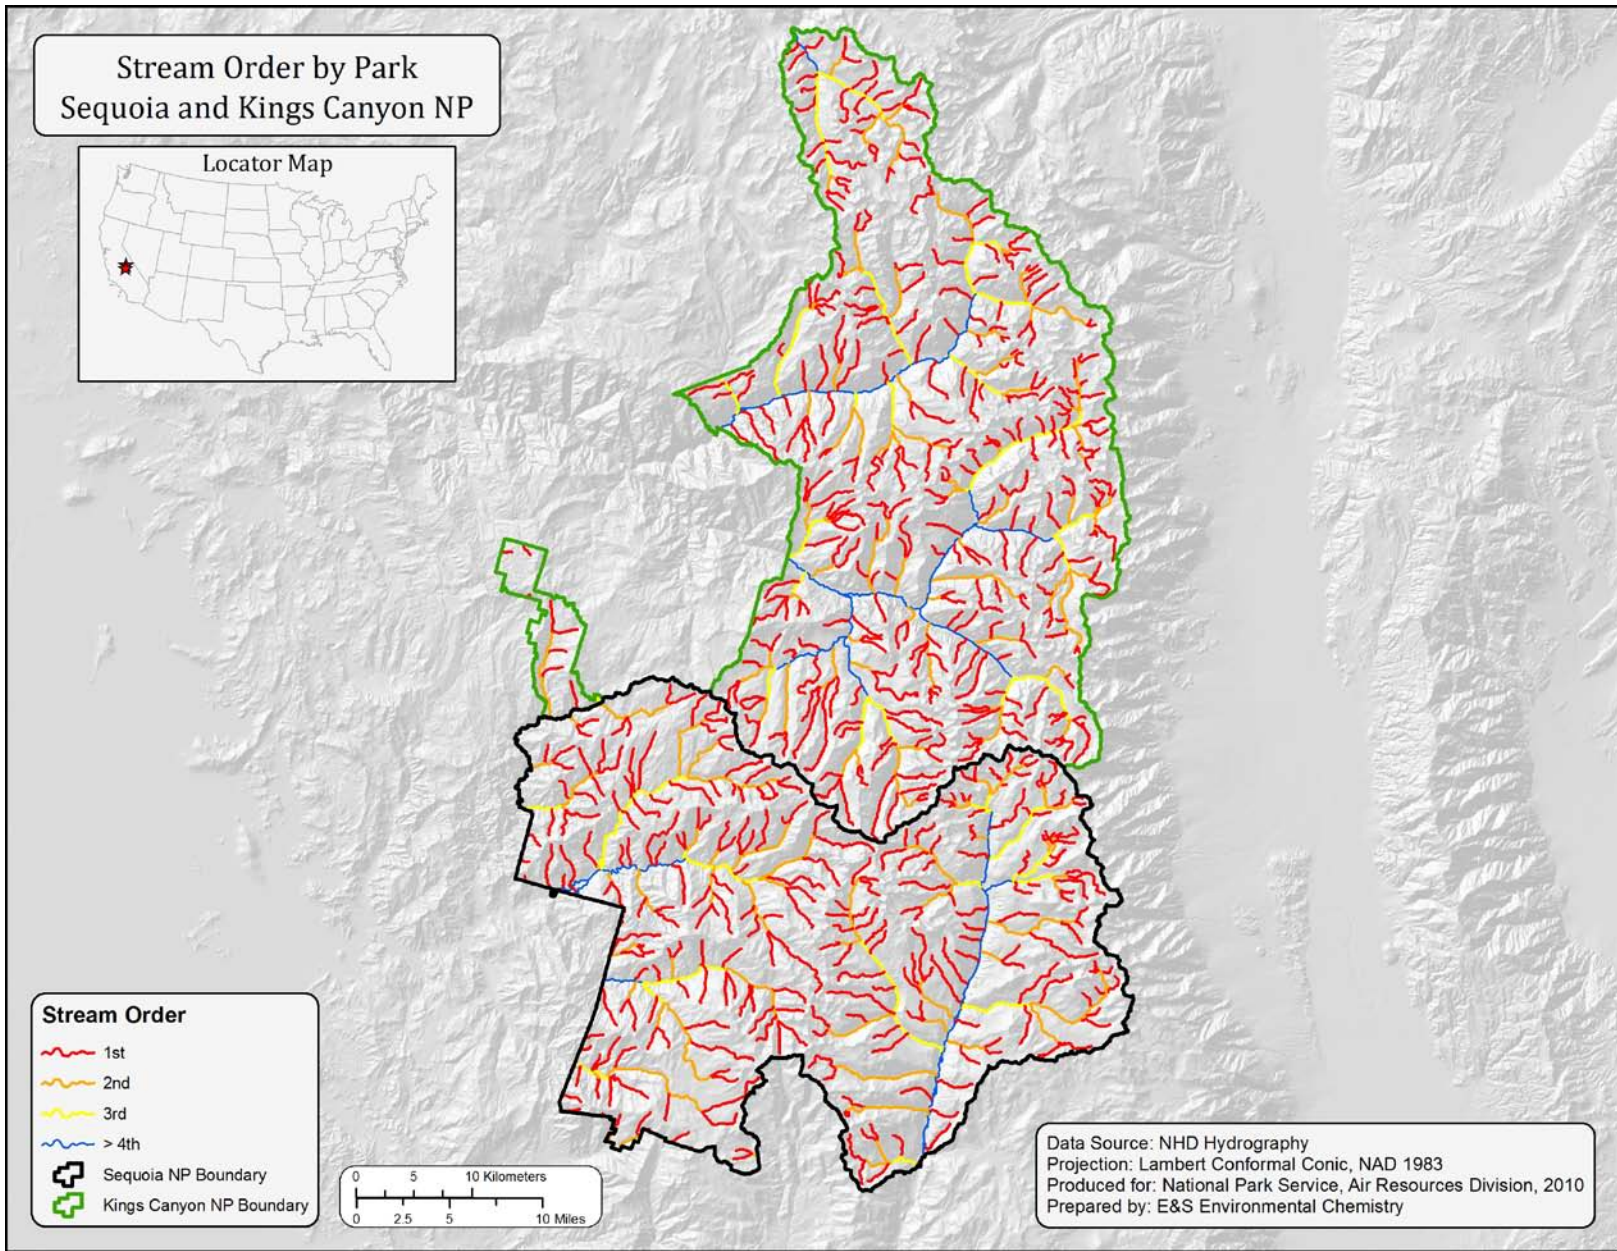 Stream Order by Park
Sequoia and Kings Canyon NP
Locator Map
Stream Order
1st
2nd
3rd
> 4th
Sequoia NP Boundary
Kings Canyon NP Boundary
0 5 10 Kilometers
0 2.5 5 10 Miles
Data Source: NHD Hydrography
Projection: Lambert Conformal Conic, NAD 1983
Produced for: National Park Service, Air Resources Division, 2010
Prepared by: E&S Environmental Chemistry